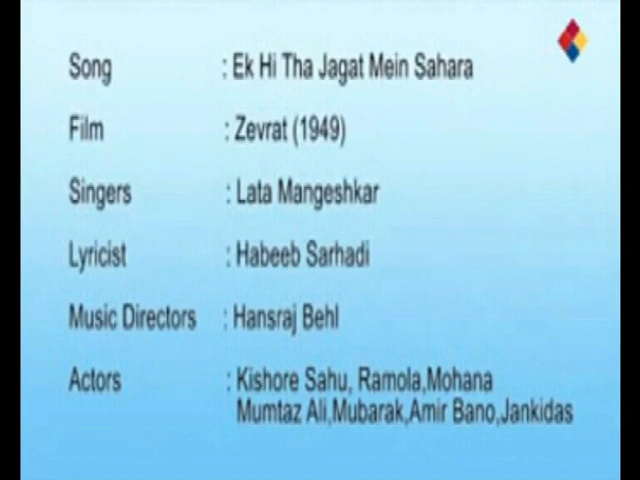 Song : Ek Hi Tha Jagat Mein Sahara
Film : Zevrat (1949)
Singers : Lata Mangeshkar
Lyricist : Habeeb Sarhadi
Music Directors : Hansraj Behl
Actors : Kishore Sahu, Ramola,Mohana
Mumtaz Ali,Mubarak,Amir Bano,Jankidas